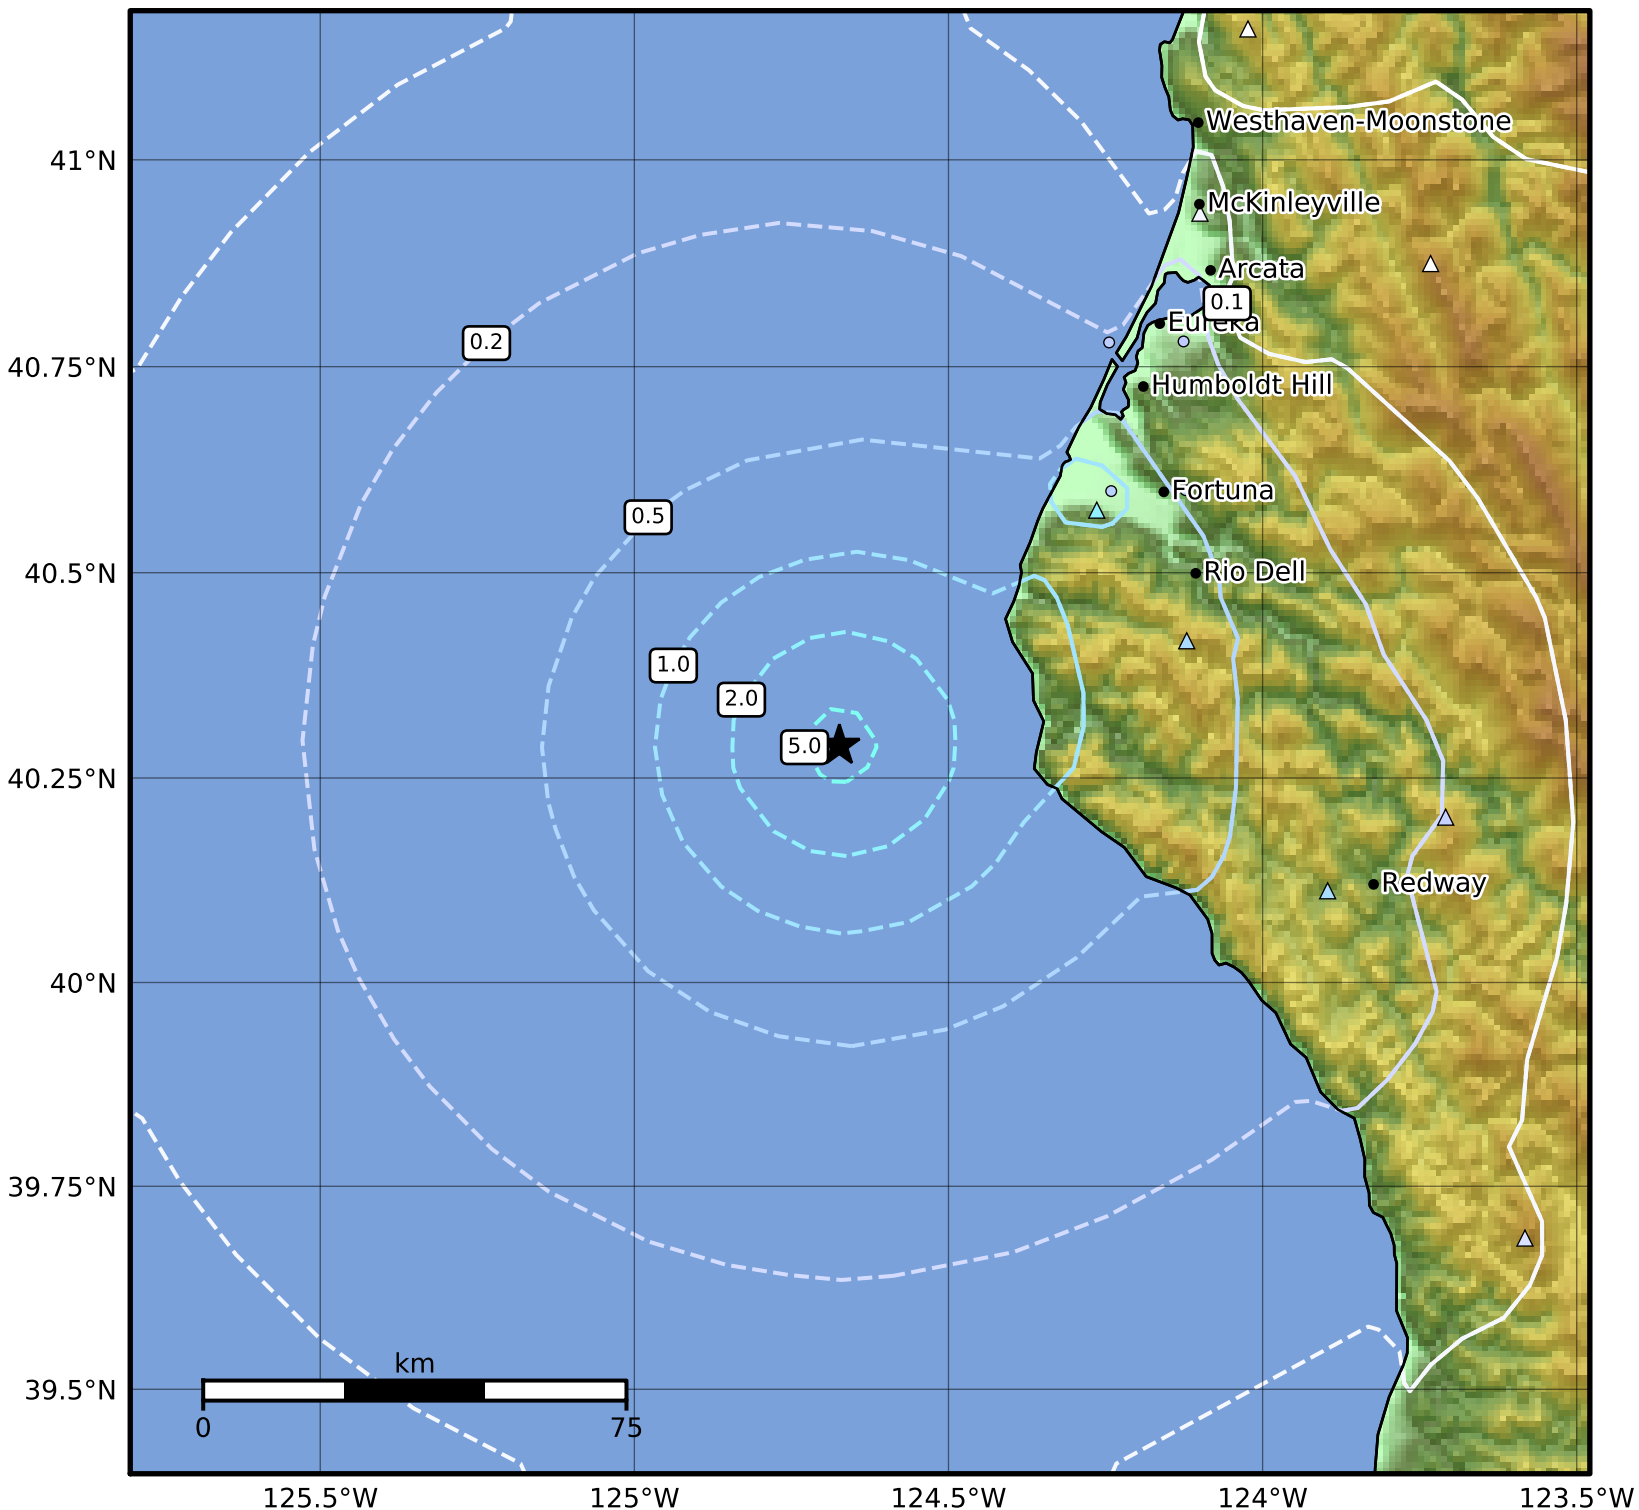 Westhaven-Moonstone
41°N
McKinleyville
Arcata
0.1
Eureka
0.2
40.75°N
Humboldt Hill
Fortuna
0.5
40.5°N
Rio Dell
1.0
2.0
5.0
40.25°N
Redway
40°N
39.75°N
km
39.5°N
0 75
125.5°W 125°W 124.5°W 124°W 123.5°W